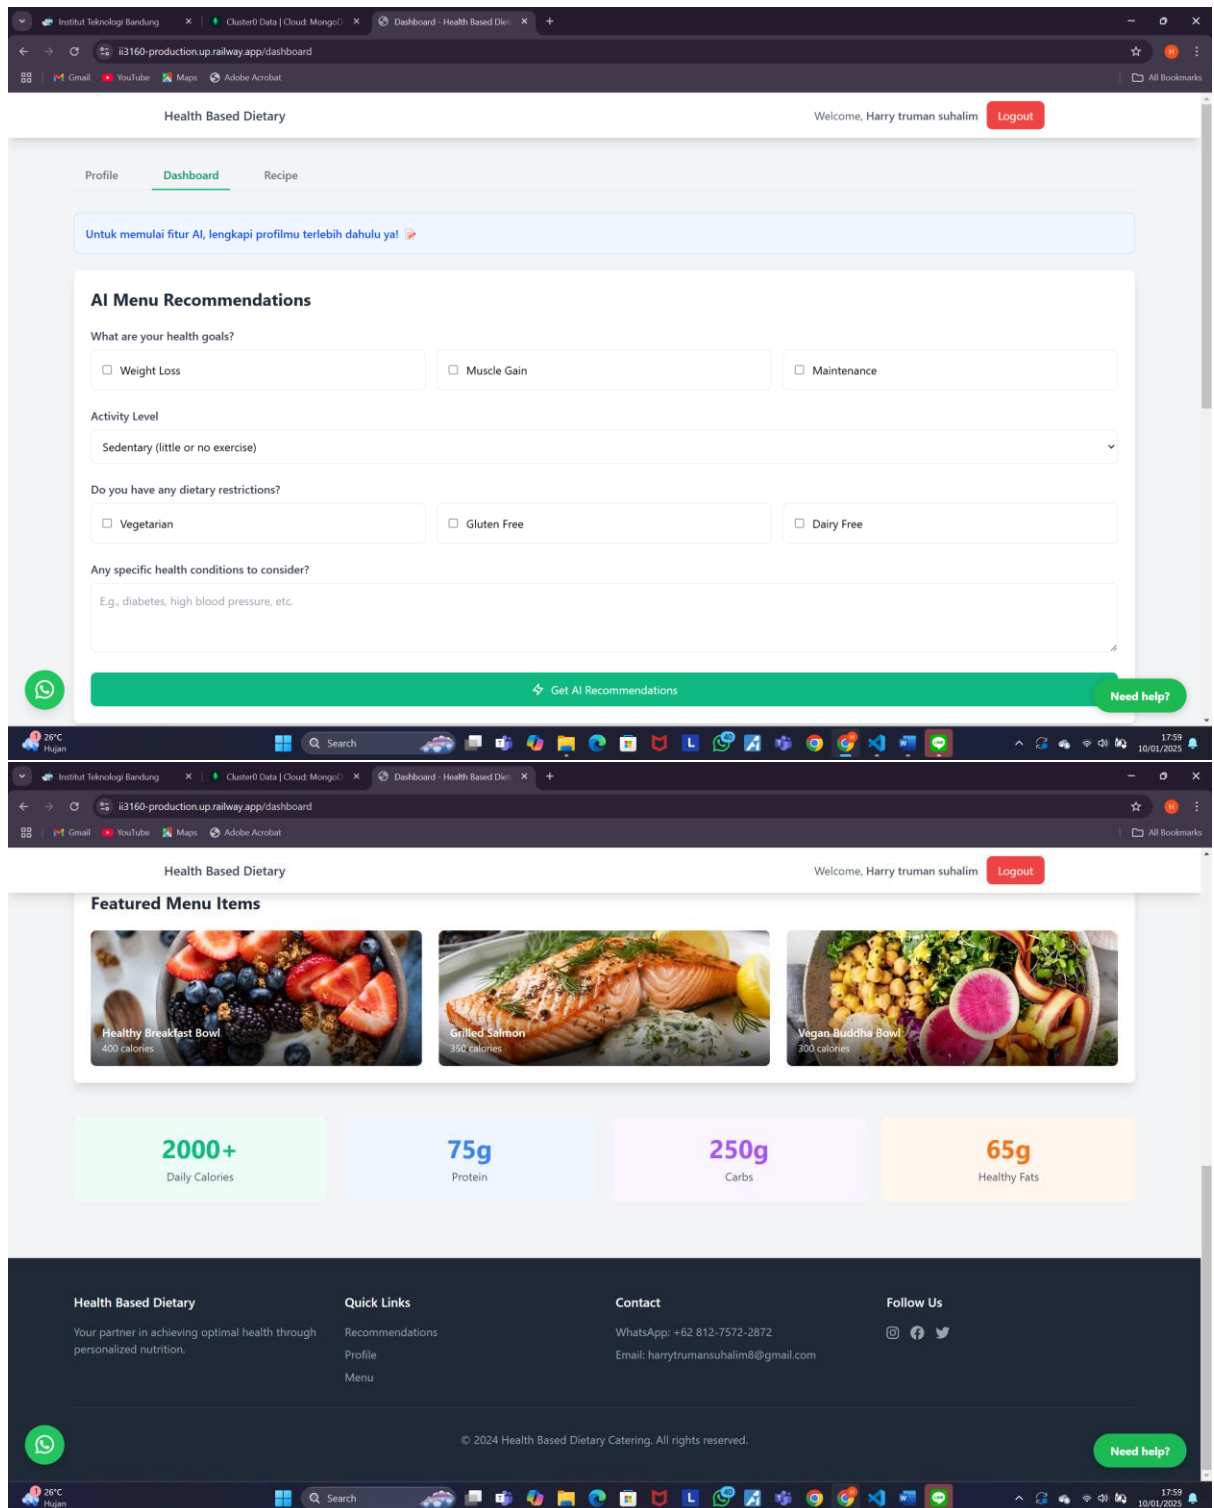 Institut Teknologi Bandung
Cluster0 Data | Cloud: MongoD
Dashboard - Health Based Diet
ii3160-production.up.railway.app/dashboard
Gmail
YouTube
Maps
Adobe Acrobat
All Bookmarks
Health Based Dietary
Welcome, Harry truman suhalim
Logout
Profile
Dashboard
Recipe
Untuk memulai fitur AI, lengkapi profilmu terlebih dahulu ya! 📝
AI Menu Recommendations
What are your health goals?
Weight Loss
Muscle Gain
Maintenance
Activity Level
Sedentary (little or no exercise)
Do you have any dietary restrictions?
Vegetarian
Gluten Free
Dairy Free
Any specific health conditions to consider?
E.g., diabetes, high blood pressure, etc.
Get AI Recommendations
Need help?
26°C
Hujan
Search
17:59
10/01/2025
Institut Teknologi Bandung
Cluster0 Data | Cloud: MongoD
Dashboard - Health Based Diet
ii3160-production.up.railway.app/dashboard
Gmail
YouTube
Maps
Adobe Acrobat
All Bookmarks
Health Based Dietary
Welcome, Harry truman suhalim
Logout
Featured Menu Items
Healthy Breakfast Bowl
400 calories
Grilled Salmon
350 calories
Vegan Buddha Bowl
300 calories
2000+
Daily Calories
75g
Protein
250g
Carbs
65g
Healthy Fats
Health Based Dietary
Your partner in achieving optimal health through
personalized nutrition.
Quick Links
Recommendations
Profile
Menu
Contact
WhatsApp: +62 812-7572-2872
Email: harrytrumansuhalim8@gmail.com
Follow Us
© 2024 Health Based Dietary Catering. All rights reserved.
Need help?
26°C
Hujan
Search
17:59
10/01/2025